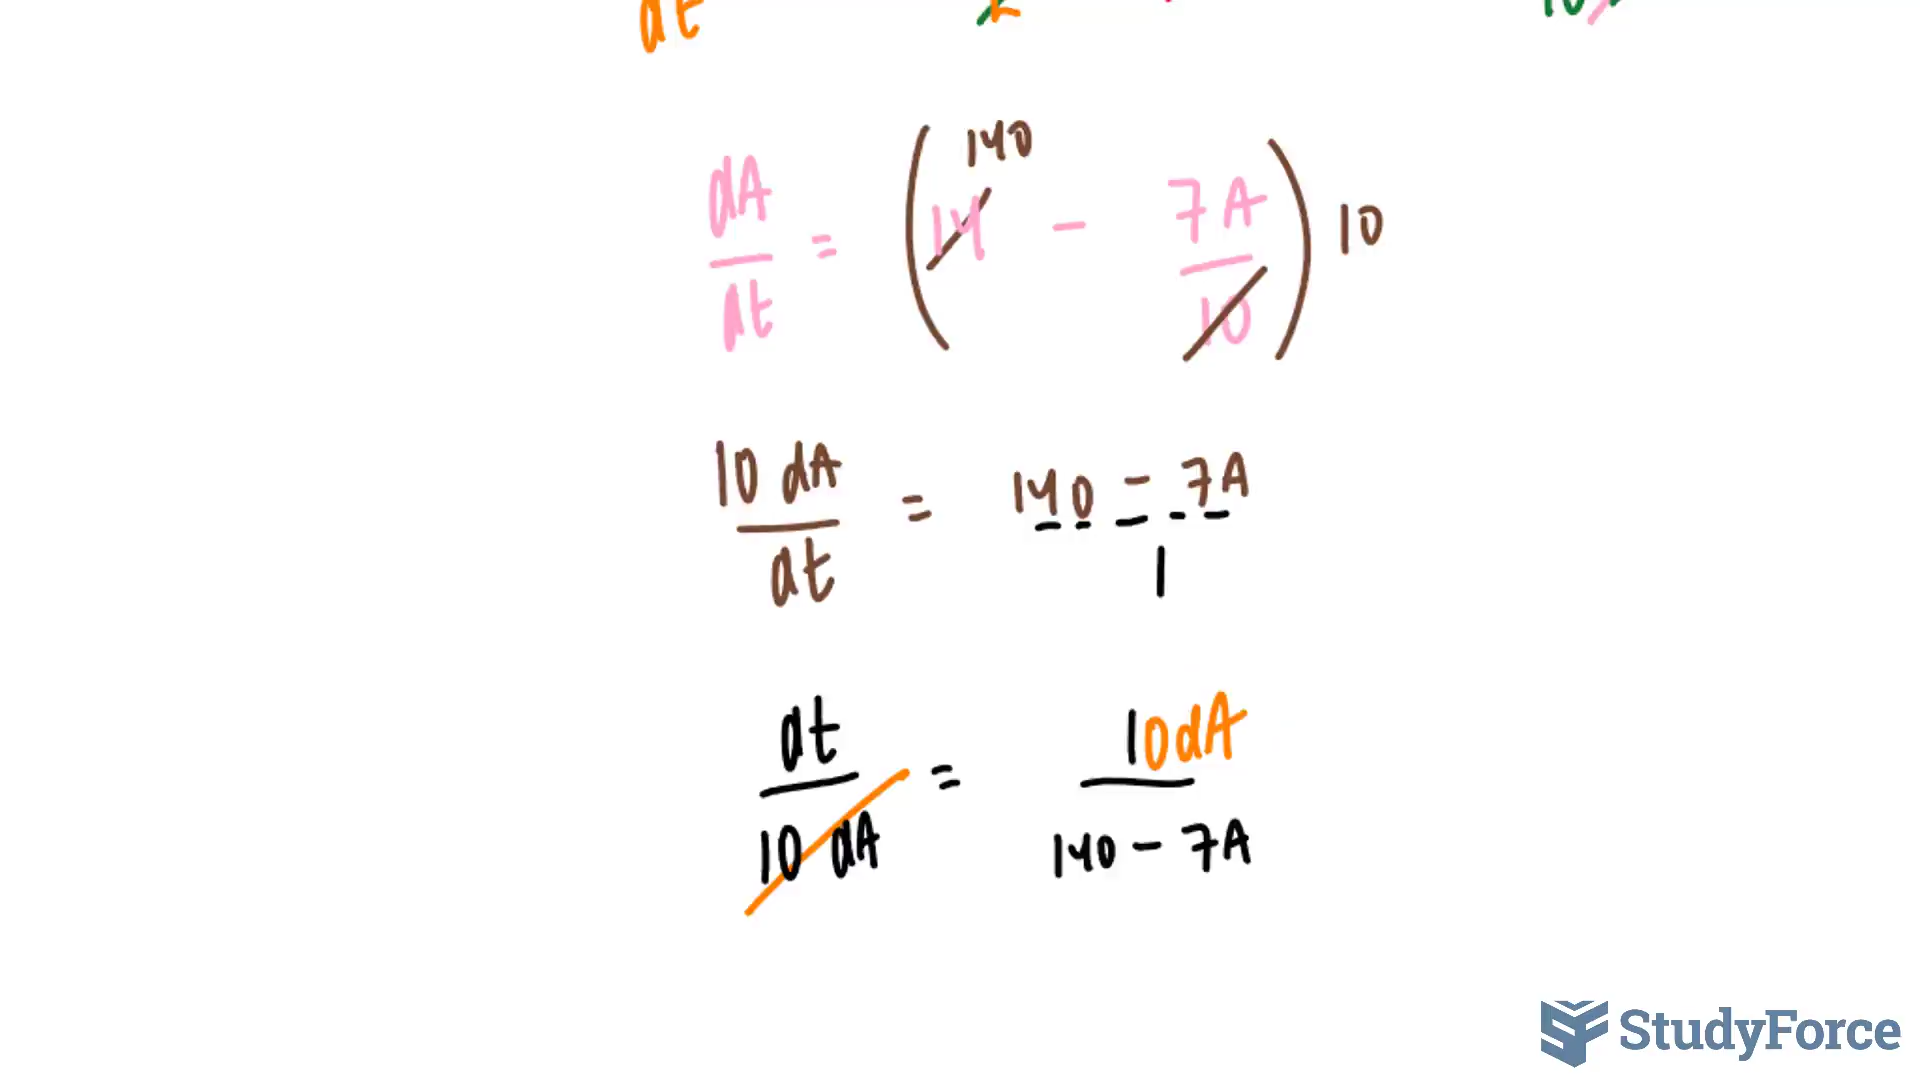 dt
dA/dt = (14 140 - 7A/10) 10
10 dA/dt = 140 - 7A/1
dt/10 dA = 10dA/140 - 7A
StudyForce